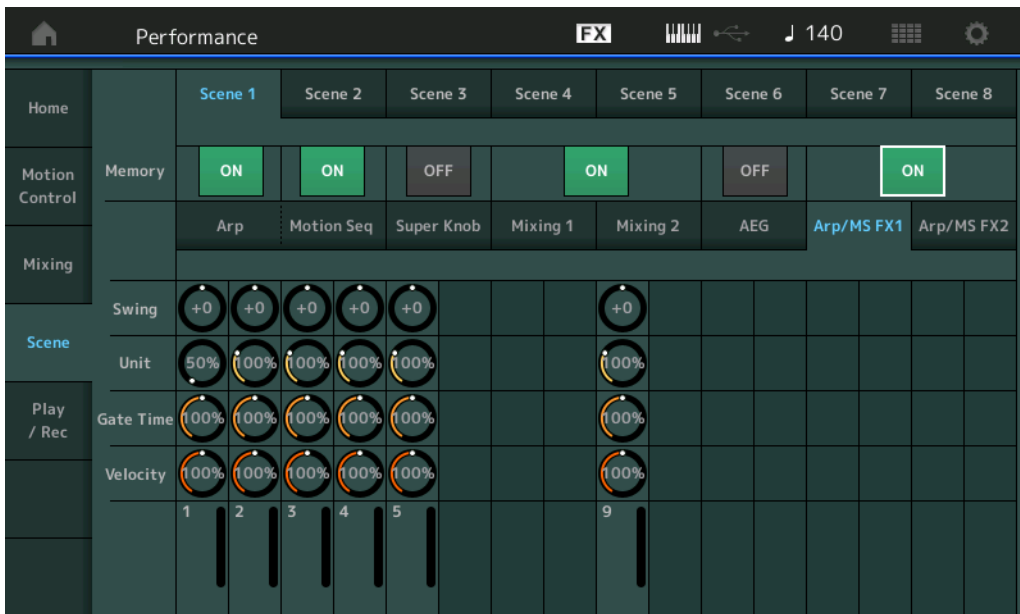 Performance FX 140
Home
Scene 1 Scene 2 Scene 3 Scene 4 Scene 5 Scene 6 Scene 7 Scene 8
Motion
Control
Memory ON ON OFF ON OFF ON
Arp Motion Seq Super Knob Mixing 1 Mixing 2 AEG Arp/MS FX1 Arp/MS FX2
Mixing
Swing +0 +0 +0 +0 +0 +0
Scene
Unit 50% 100% 100% 100% 100% 100%
Play
/ Rec
Gate Time 100% 100% 100% 100% 100% 100%
Velocity 100% 100% 100% 100% 100% 100%
1 2 3 4 5 9